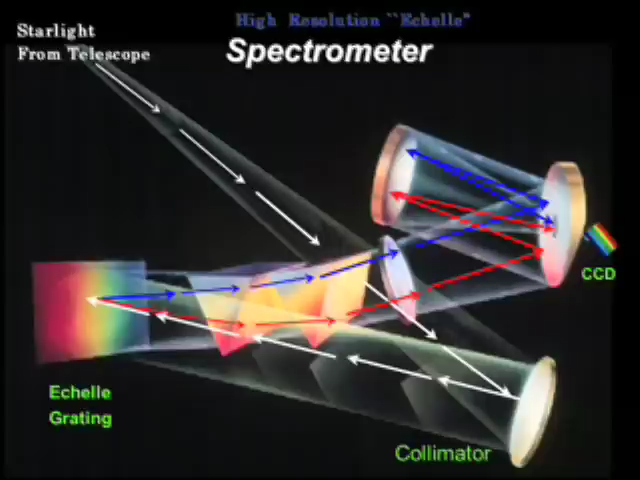 High Resolution ``Echelle"
Spectrometer
Starlight
From Telescope
CCD
Echelle
Grating
Collimator